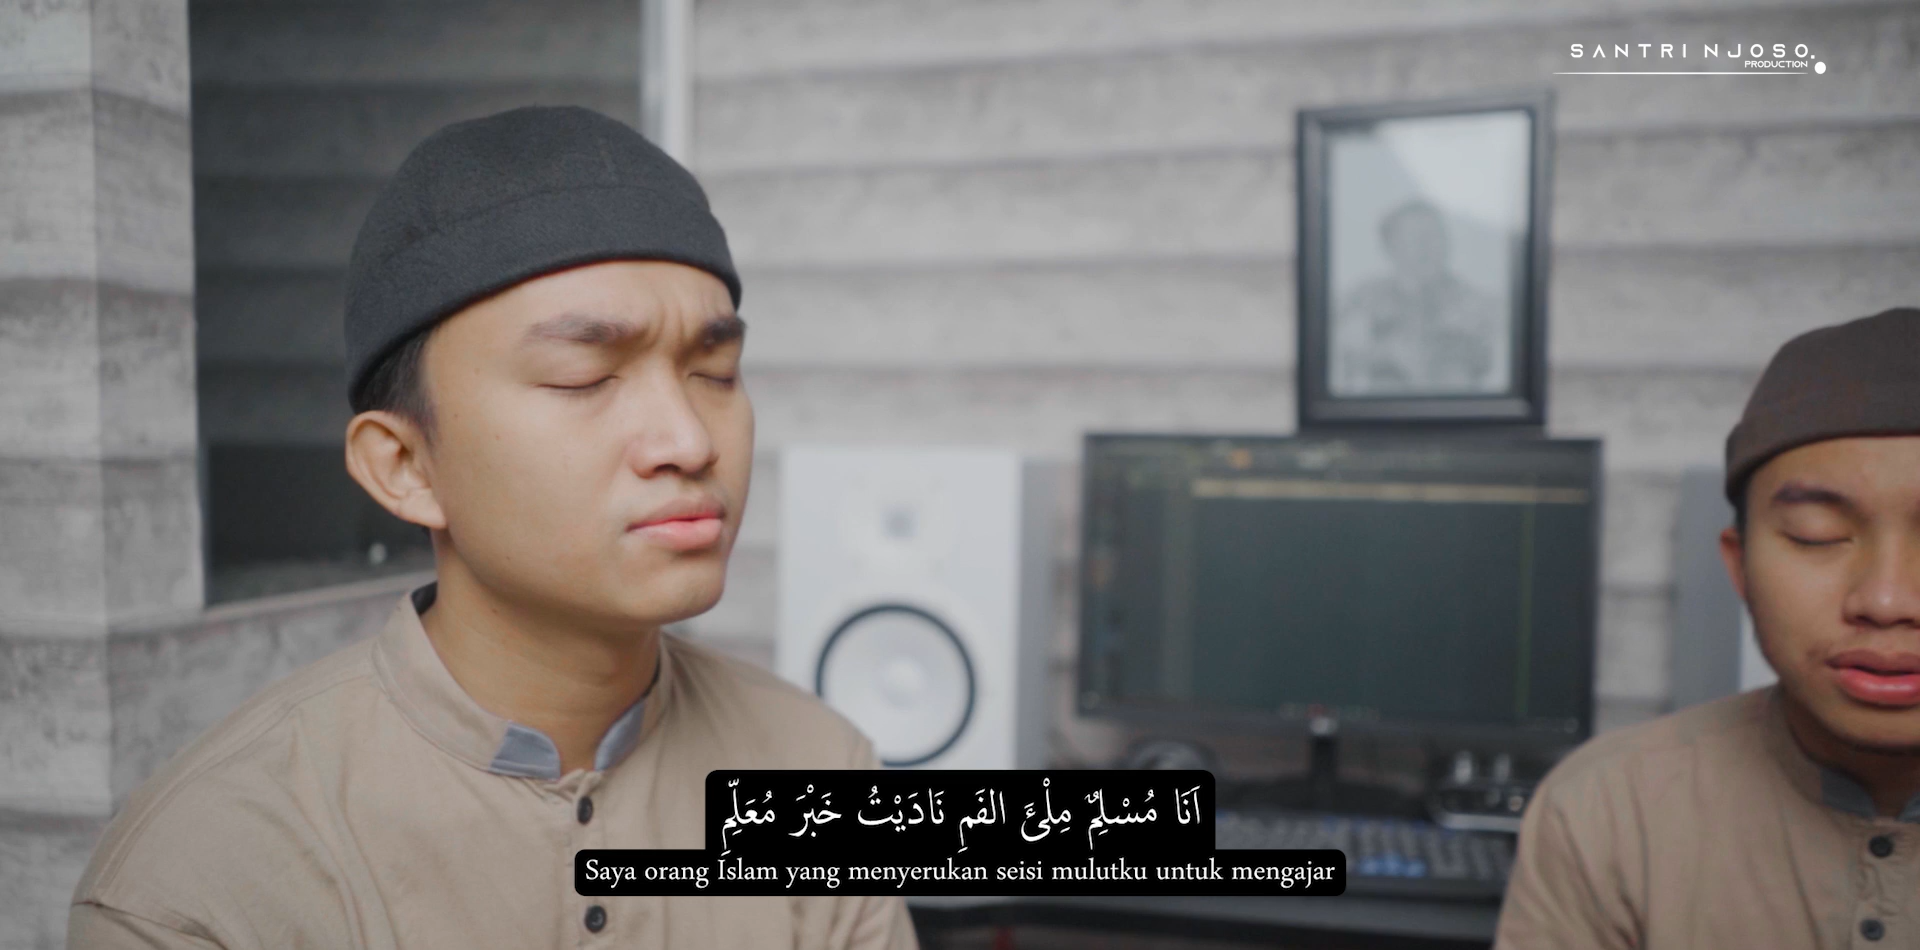 SANTRI NJOSO.
PRODUCTION
اَنَا مُسْلِمٌ مِلْئَ الفَمِ نَادَيْتُ خَبْرَ مُعَلِّمِ
Saya orang Islam yang menyerukan seisi mulutku untuk mengajar